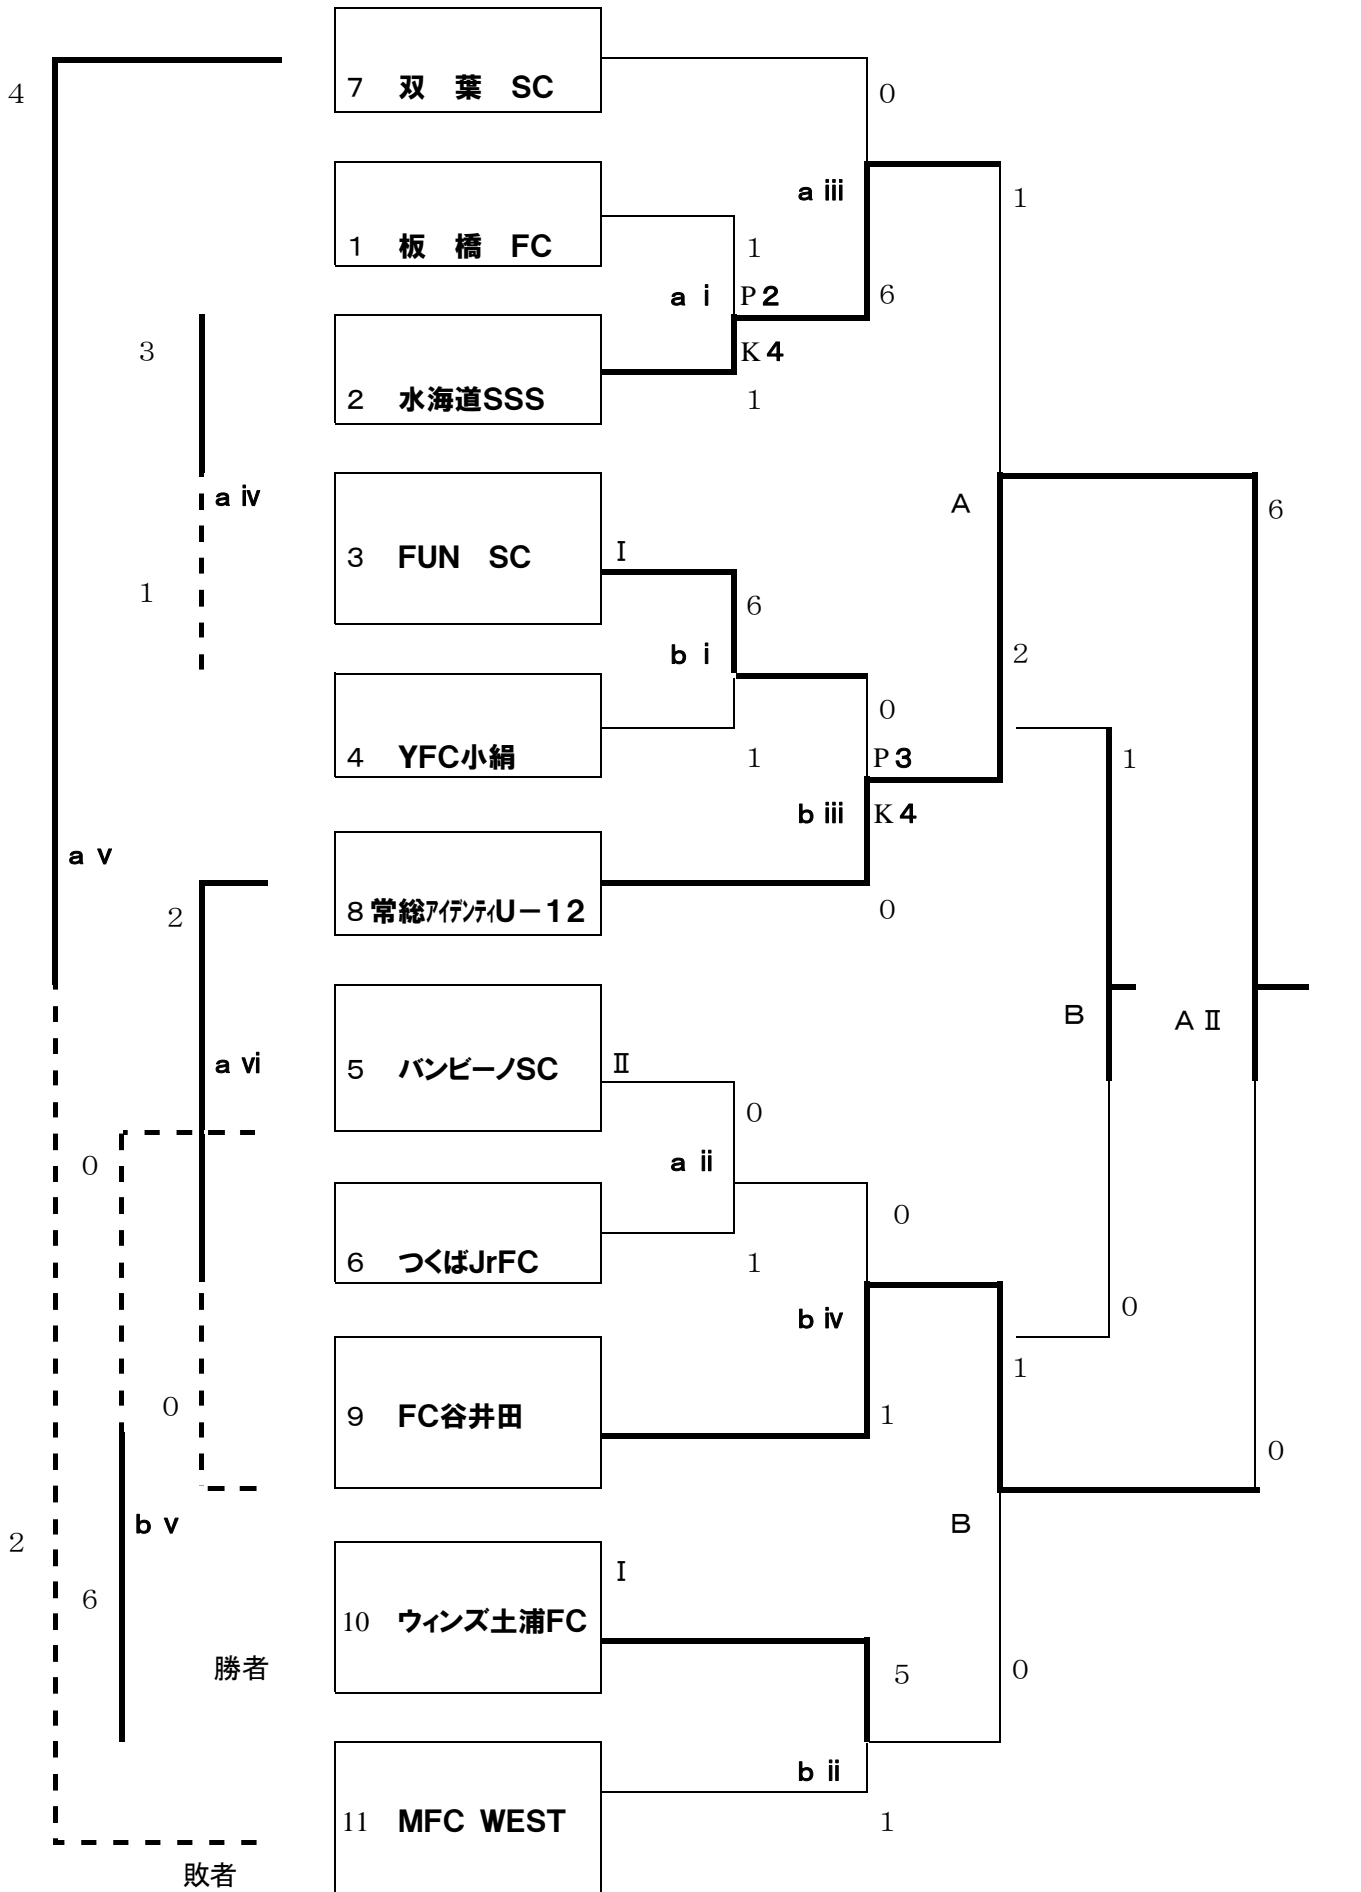 4
7 双 葉 SC
0
a iii
1
1 板 橋 FC
1
a i
P 2
6
3
K 4
2 水海道SSS
1
a iv
A
6
3 FUN SC
Ⅰ
1
6
b i
2
0
4 YFC小絹
1
P 3
1
b iii
K 4
a v
2
8 常総ｱｲﾃﾞﾝﾃｨU－12
0
B
A Ⅱ
a vi
5 バンビーノSC
Ⅱ
0
0
a ii
0
6 つくばJrFC
1
b iv
0
1
0
9 FC谷井田
1
0
2
b v
B
6
10 ウィンズ土浦FC
Ⅰ
勝者
5
0
b ii
11 MFC WEST
1
敗者